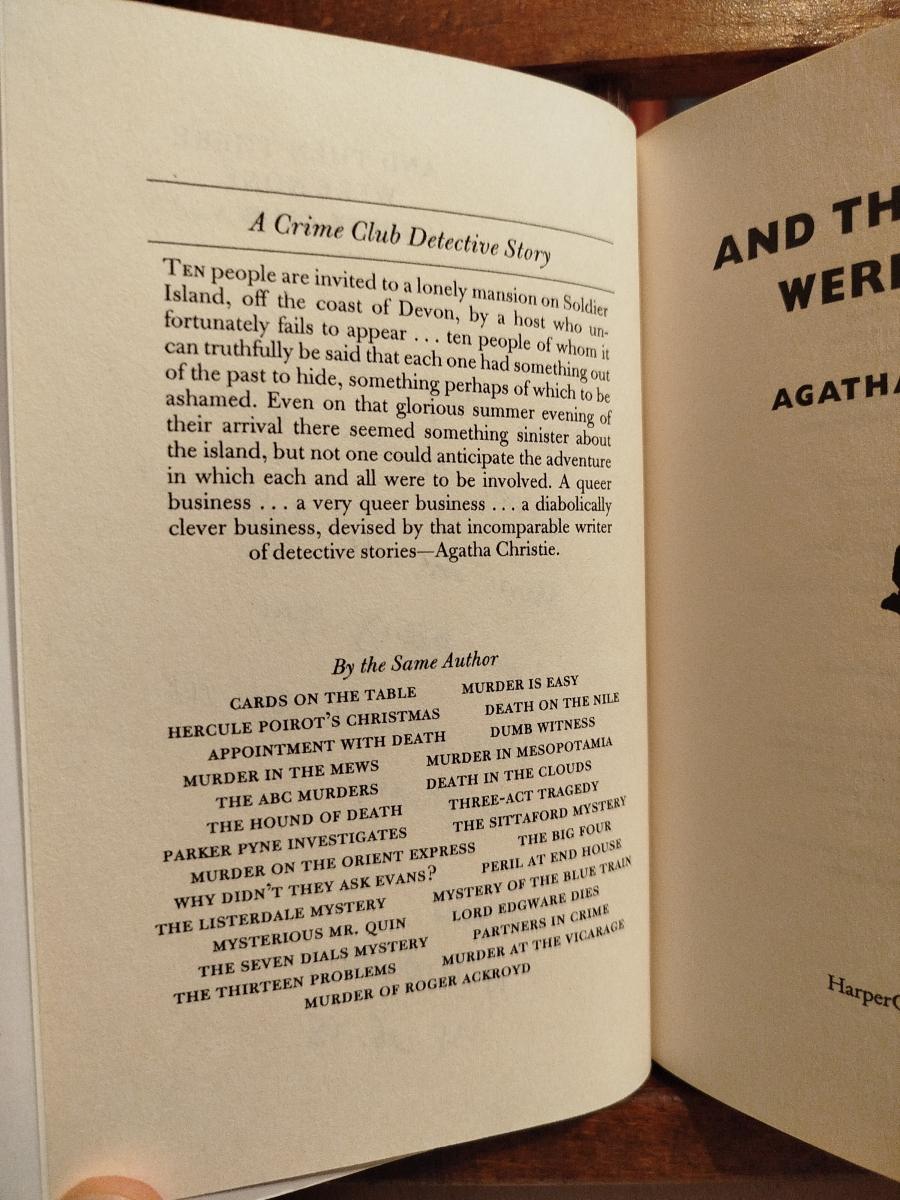 A Crime Club Detective Story
TEN people are invited to a lonely mansion on Soldier
Island, off the coast of Devon, by a host who un-
fortunately fails to appear . . . ten people of whom it
can truthfully be said that each one had something out
of the past to hide, something perhaps of which to be
ashamed. Even on that glorious summer evening of
their arrival there seemed something sinister about
the island, but not one could anticipate the adventure
in which each and all were to be involved. A queer
business . . . a very queer business . . . a diabolically
clever business, devised by that incomparable writer
of detective stories—Agatha Christie.
By the Same Author
CARDS ON THE TABLE MURDER IS EASY
HERCULE POIROT'S CHRISTMAS DEATH ON THE NILE
APPOINTMENT WITH DEATH DUMB WITNESS
MURDER IN THE MEWS MURDER IN MESOPOTAMIA
THE ABC MURDERS DEATH IN THE CLOUDS
THE HOUND OF DEATH THREE-ACT TRAGEDY
PARKER PYNE INVESTIGATES THE SITTAFORD MYSTERY
MURDER ON THE ORIENT EXPRESS THE BIG FOUR
WHY DIDN'T THEY ASK EVANS? PERIL AT END HOUSE
THE LISTERDALE MYSTERY MYSTERY OF THE BLUE TRAIN
MYSTERIOUS MR. QUIN LORD EDGWARE DIES
THE SEVEN DIALS MYSTERY PARTNERS IN CRIME
THE THIRTEEN PROBLEMS MURDER AT THE VICARAGE
MURDER OF ROGER ACKROYD
AND TH
WERE
AGATHA
HarperC